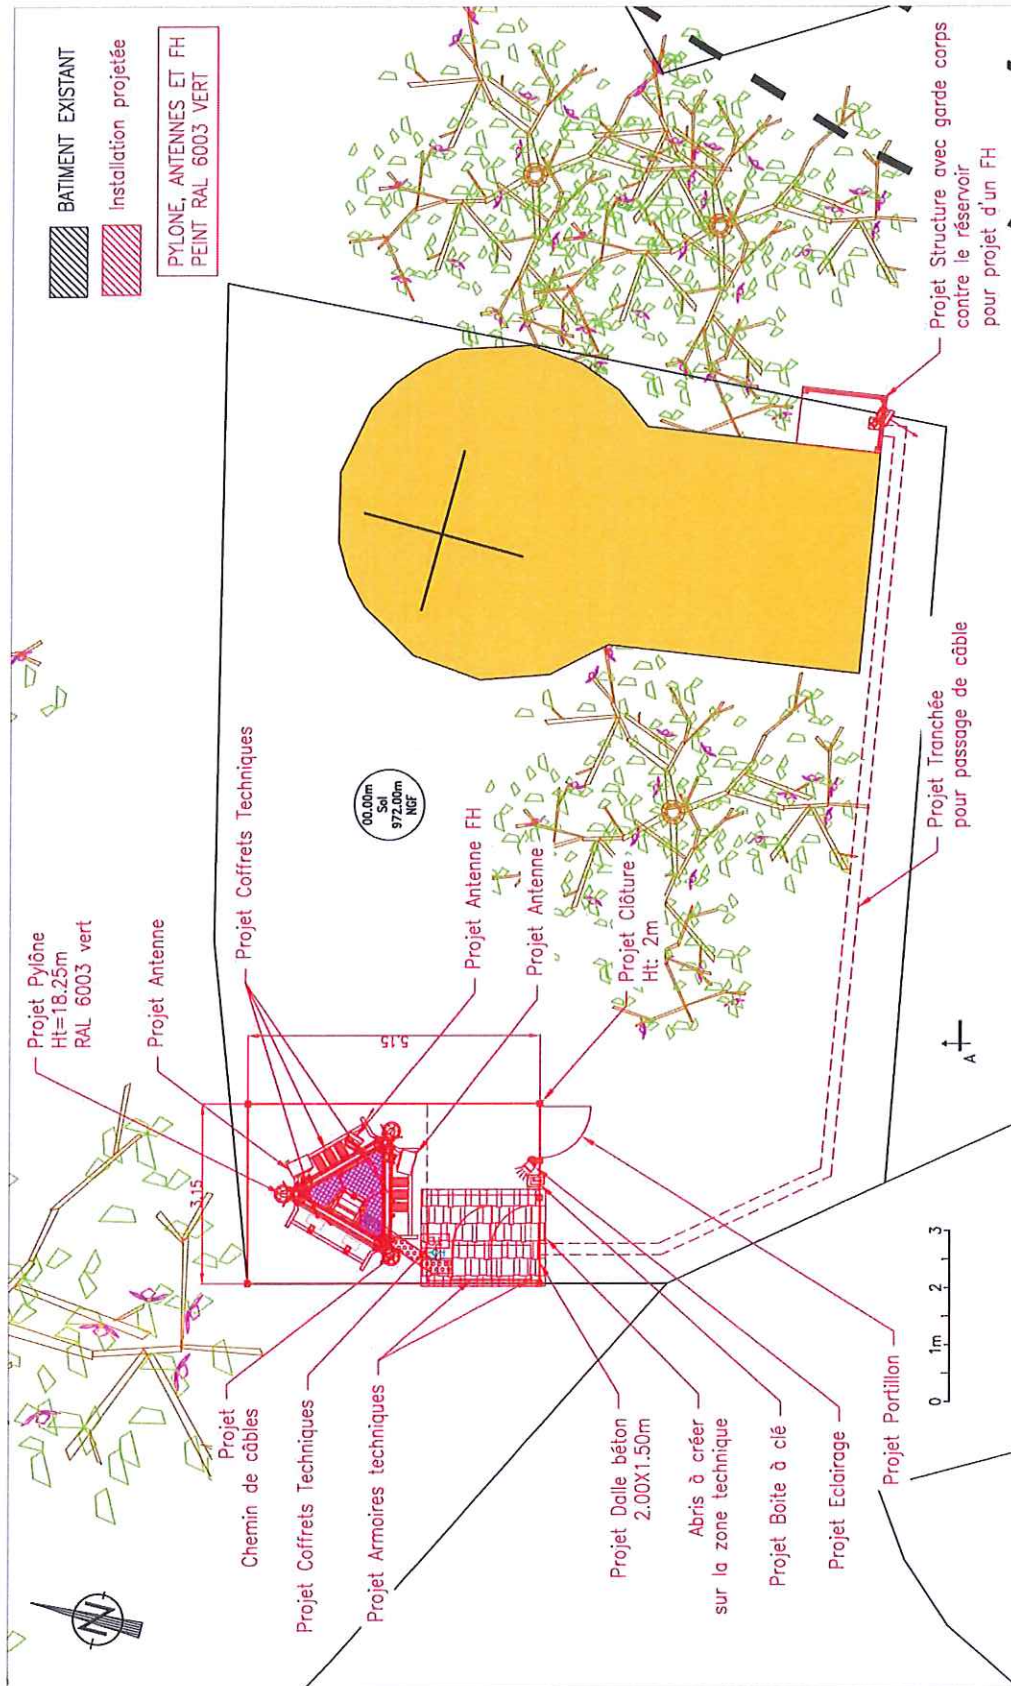 BATIMENT EXISTANT
Installation projetée
PYLONE, ANTENNES ET FH
PEINT RAL 6003 VERT
N
Projet Pylône
Ht=18.25m
RAL 6003 vert
Projet Antenne
Projet Coffrets Techniques
00.00m
Sol
972.00m
NGF
Projet Antenne FH
Projet Antenne
Projet Clôture
Ht: 2m
3.15
5.15
Projet
Chemin de câbles
Projet Coffrets Techniques
Projet Armoires techniques
Projet Dalle béton
2.00X1.50m
Abris à créer
sur la zone technique
Projet Boite à clé
Projet Eclairage
Projet Portillon
Projet Tranchée
pour passage de câble
Projet Structure avec garde corps
contre le réservoir
pour projet d'un FH
A
0 1m 2 3